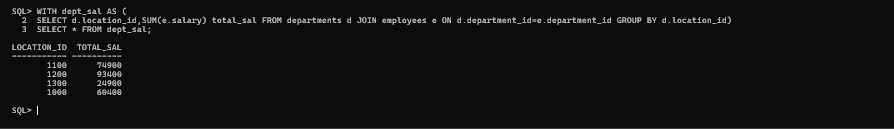 SQL> WITH dept_sal AS (
  2  SELECT d.location_id,SUM(e.salary) total_sal FROM departments d JOIN employees e ON d.department_id=e.department_id GROUP BY d.location_id)
  3  SELECT * FROM dept_sal;
LOCATION_ID  TOTAL_SAL
----------- ----------
       1100      74900
       1200      93400
       1300      24900
       1000      60400
SQL>